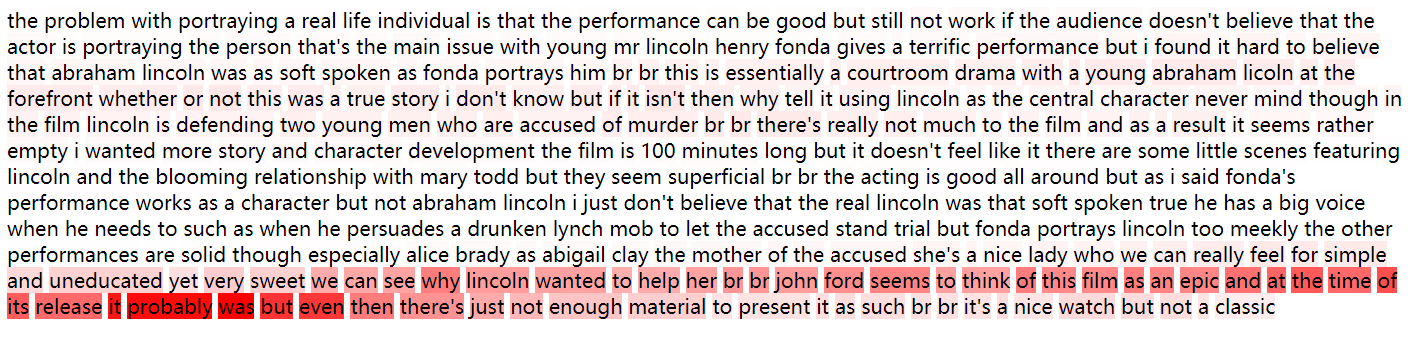 the problem with portraying a real life individual is that the performance can be good but still not work if the audience doesn't believe that the
actor is portraying the person that's the main issue with young mr lincoln henry fonda gives a terrific performance but i found it hard to believe
that abraham lincoln was as soft spoken as fonda portrays him br br this is essentially a courtroom drama with a young abraham licoln at the
forefront whether or not this was a true story i don't know but if it isn't then why tell it using lincoln as the central character never mind though in
the film lincoln is defending two young men who are accused of murder br br there's really not much to the film and as a result it seems rather
empty i wanted more story and character development the film is 100 minutes long but it doesn't feel like it there are some little scenes featuring
lincoln and the blooming relationship with mary todd but they seem superficial br br the acting is good all around but as i said fonda's
performance works as a character but not abraham lincoln i just don't believe that the real lincoln was that soft spoken true he has a big voice
when he needs to such as when he persuades a drunken lynch mob to let the accused stand trial but fonda portrays lincoln too meekly the other
performances are solid though especially alice brady as abigail clay the mother of the accused she's a nice lady who we can really feel for simple
and uneducated yet very sweet we can see why lincoln wanted to help her br br john ford seems to think of this film as an epic and at the time of
its release it probably was but even then there's just not enough material to present it as such br br it's a nice watch but not a classic